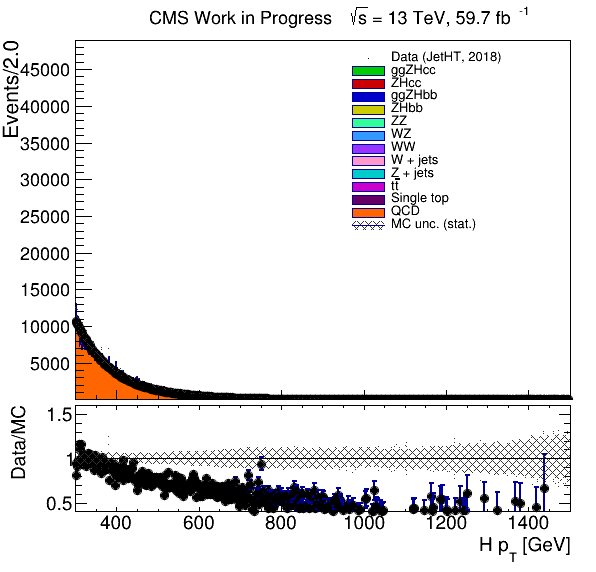 CMS Work in Progress √s = 13 TeV, 59.7 fb -1
Events/2.0
45000
40000
35000
30000
25000
20000
15000
10000
5000
Data (JetHT, 2018)
ggZHcc
ZHcc
ggZHbb
ZHbb
ZZ
WZ
WW
W + jets
Z + jets
tt̅
Single top
QCD
MC unc. (stat.)
Data/MC
1.5
1
0.5
400 600 800 1000 1200 1400
H pT [GeV]